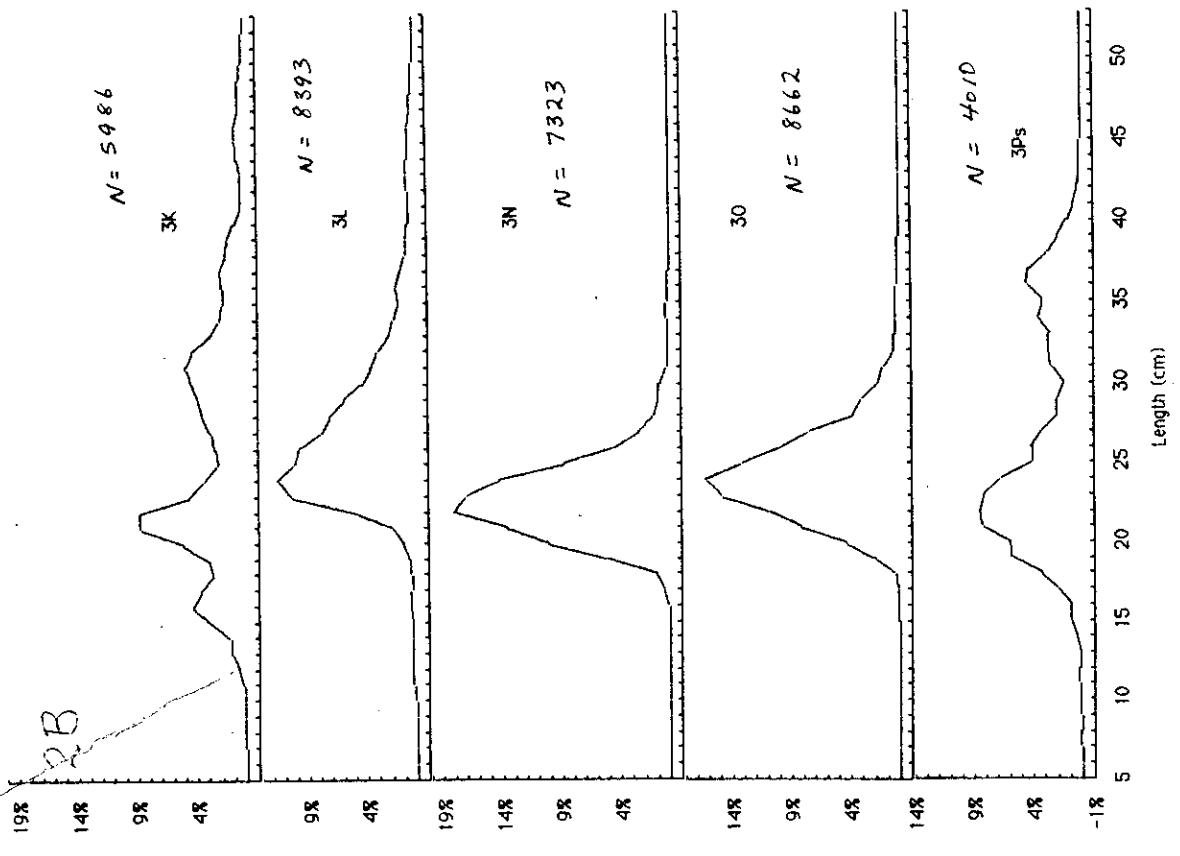 2B
19%
14%
9%
4%
3K
N = 5986
9%
4%
3L
N = 8393
19%
14%
9%
4%
3N
N = 7323
14%
9%
4%
3O
N = 8662
14%
9%
4%
-1%
N = 4010
3Ps
5 10 15 20 25 30 35 40 45 50
Length (cm)